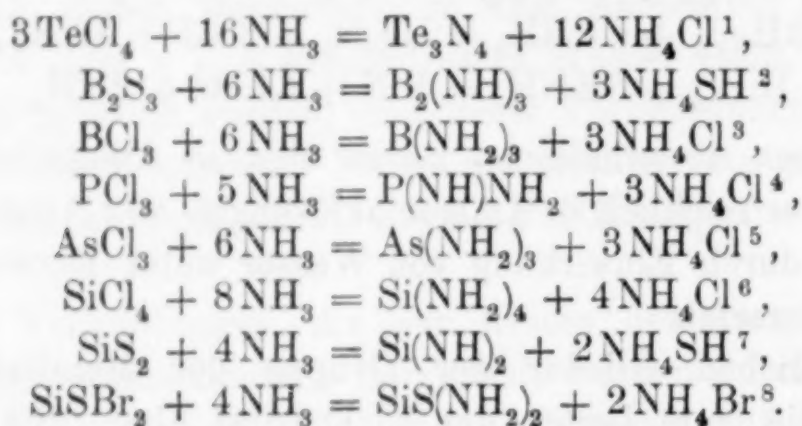 3TeCl₄ + 16NH₃ = Te₃N₄ + 12NH₄Cl¹,
B₂S₃ + 6NH₃ = B₂(NH)₃ + 3NH₄SH²,
BCl₃ + 6NH₃ = B(NH₂)₃ + 3NH₄Cl³,
PCl₃ + 5NH₃ = P(NH)NH₂ + 3NH₄Cl⁴,
AsCl₃ + 6NH₃ = As(NH₂)₃ + 3NH₄Cl⁵,
SiCl₄ + 8NH₃ = Si(NH₂)₄ + 4NH₄Cl⁶,
SiS₂ + 4NH₃ = Si(NH)₂ + 2NH₄SH⁷,
SiSBr₂ + 4NH₃ = SiS(NH₂)₂ + 2NH₄Br⁸.